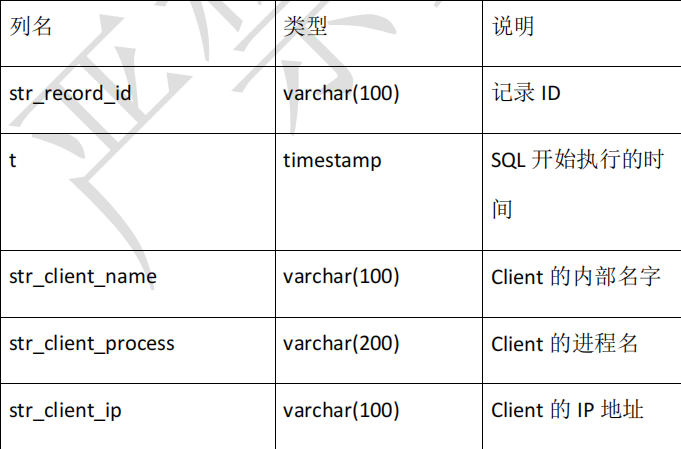 列名 类型 说明
str_record_id varchar(100) 记录 ID
t timestamp SQL 开始执行的时
间
str_client_name varchar(100) Client 的内部名字
str_client_process varchar(200) Client 的进程名
str_client_ip varchar(100) Client 的 IP 地址